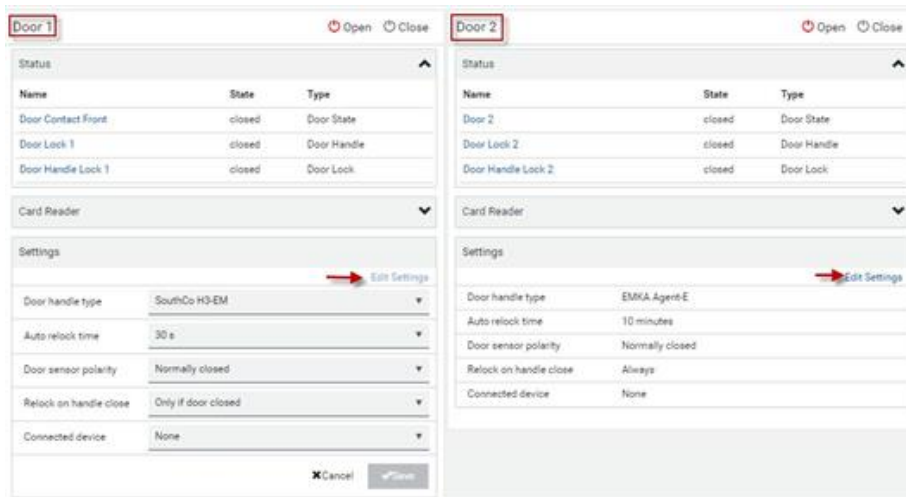 Door 1 Open Close
Status
Name State Type
Door Contact Front closed Door State
Door Lock 1 closed Door Handle
Door Handle Lock 1 closed Door Lock
Card Reader
Settings
Edit Settings
Door handle type SouthCo H3-EM
Auto relock time 30 s
Door sensor polarity Normally closed
Relock on handle close Only if door closed
Connected device None
Cancel Save
Door 2 Open Close
Status
Name State Type
Door 2 closed Door State
Door Lock 2 closed Door Handle
Door Handle Lock 2 closed Door Lock
Card Reader
Settings
Edit Settings
Door handle type EMKA Agent-E
Auto relock time 10 minutes
Door sensor polarity Normally closed
Relock on handle close Always
Connected device None